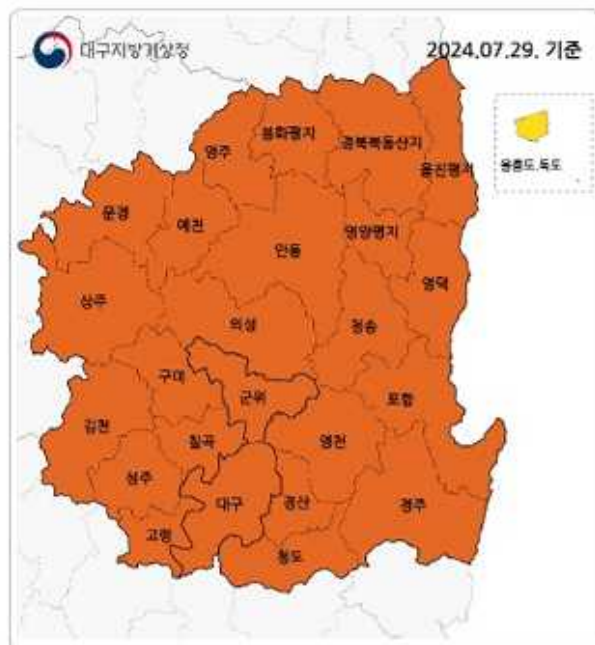 대구지방기상청
2024.07.29. 기준
봉화평지
경북북동산지
영주
울진평지
울릉도.독도
문경
예천
영양평지
안동
영덕
상주
의성
청송
구미
군위
포항
김천
칠곡
영천
성주
대구
경산
경주
고령
청도